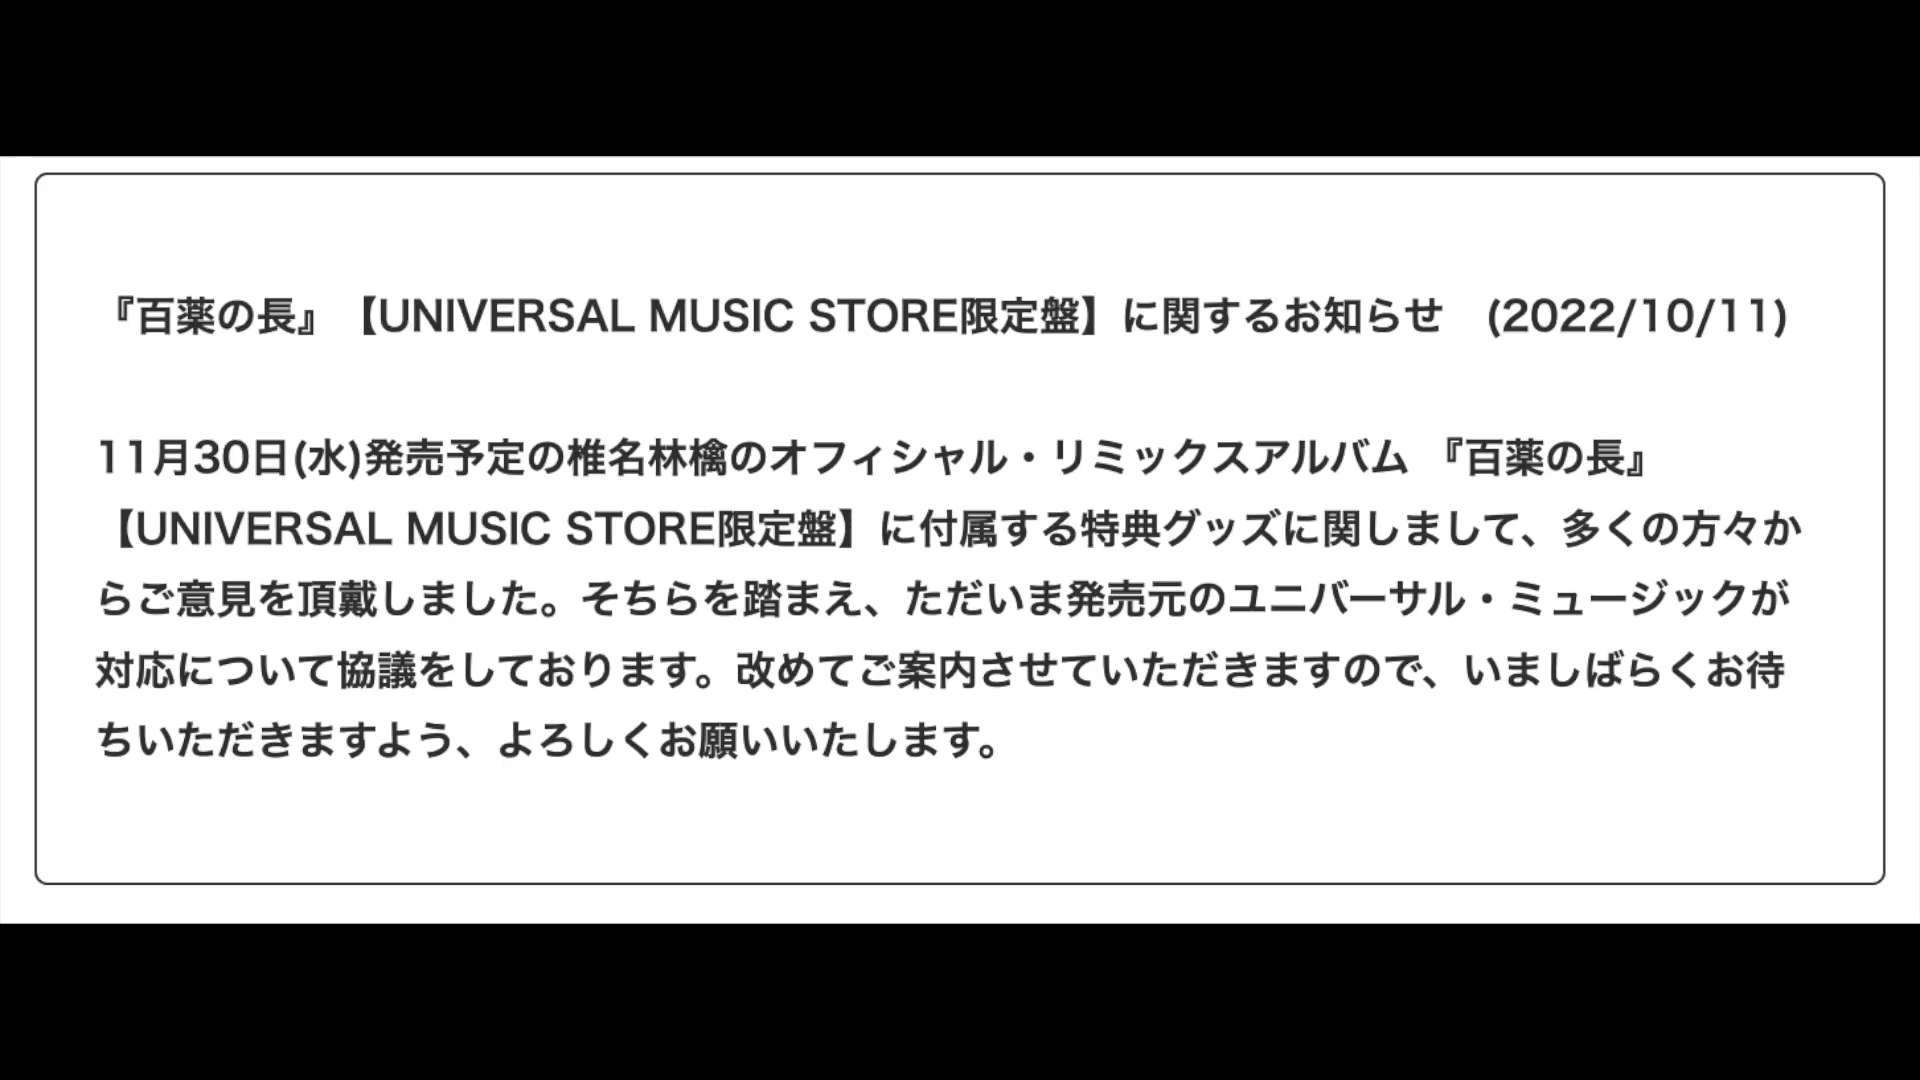 『百薬の長』【UNIVERSAL MUSIC STORE限定盤】に関するお知らせ　(2022/10/11)
11月30日(水)発売予定の椎名林檎のオフィシャル・リミックスアルバム 『百薬の長』
【UNIVERSAL MUSIC STORE限定盤】に付属する特典グッズに関しまして、多くの方々か
らご意見を頂戴しました。そちらを踏まえ、ただいま発売元のユニバーサル・ミュージックが
対応について協議をしております。改めてご案内させていただきますので、いましばらくお待
ちいただきますよう、よろしくお願いいたします。